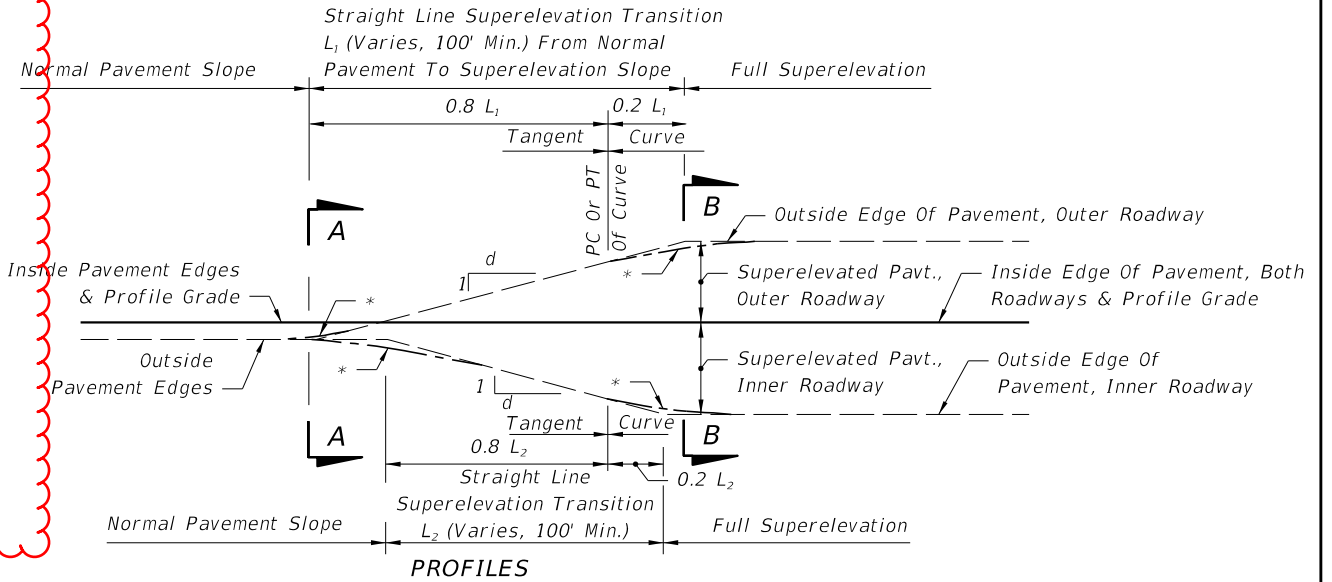 Straight Line Superelevation Transition
L₁ (Varies, 100' Min.) From Normal
Normal Pavement Slope
Pavement To Superelevation Slope
Full Superelevation
0.8 L₁
0.2 L₁
Tangent
Curve
PC Or PT
Of Curve
A
B
Outside Edge Of Pavement, Outer Roadway
d
1
*
Inside Pavement Edges
& Profile Grade
*
Superelevated Pavt.,
Outer Roadway
Inside Edge Of Pavement, Both
Roadways & Profile Grade
Outside
Pavement Edges
*
1
d
*
Superelevated Pavt.,
Inner Roadway
Outside Edge Of
Pavement, Inner Roadway
Tangent
Curve
A
B
0.8 L₂
0.2 L₂
Straight Line
Superelevation Transition
L₂ (Varies, 100' Min.)
Normal Pavement Slope
Full Superelevation
PROFILES